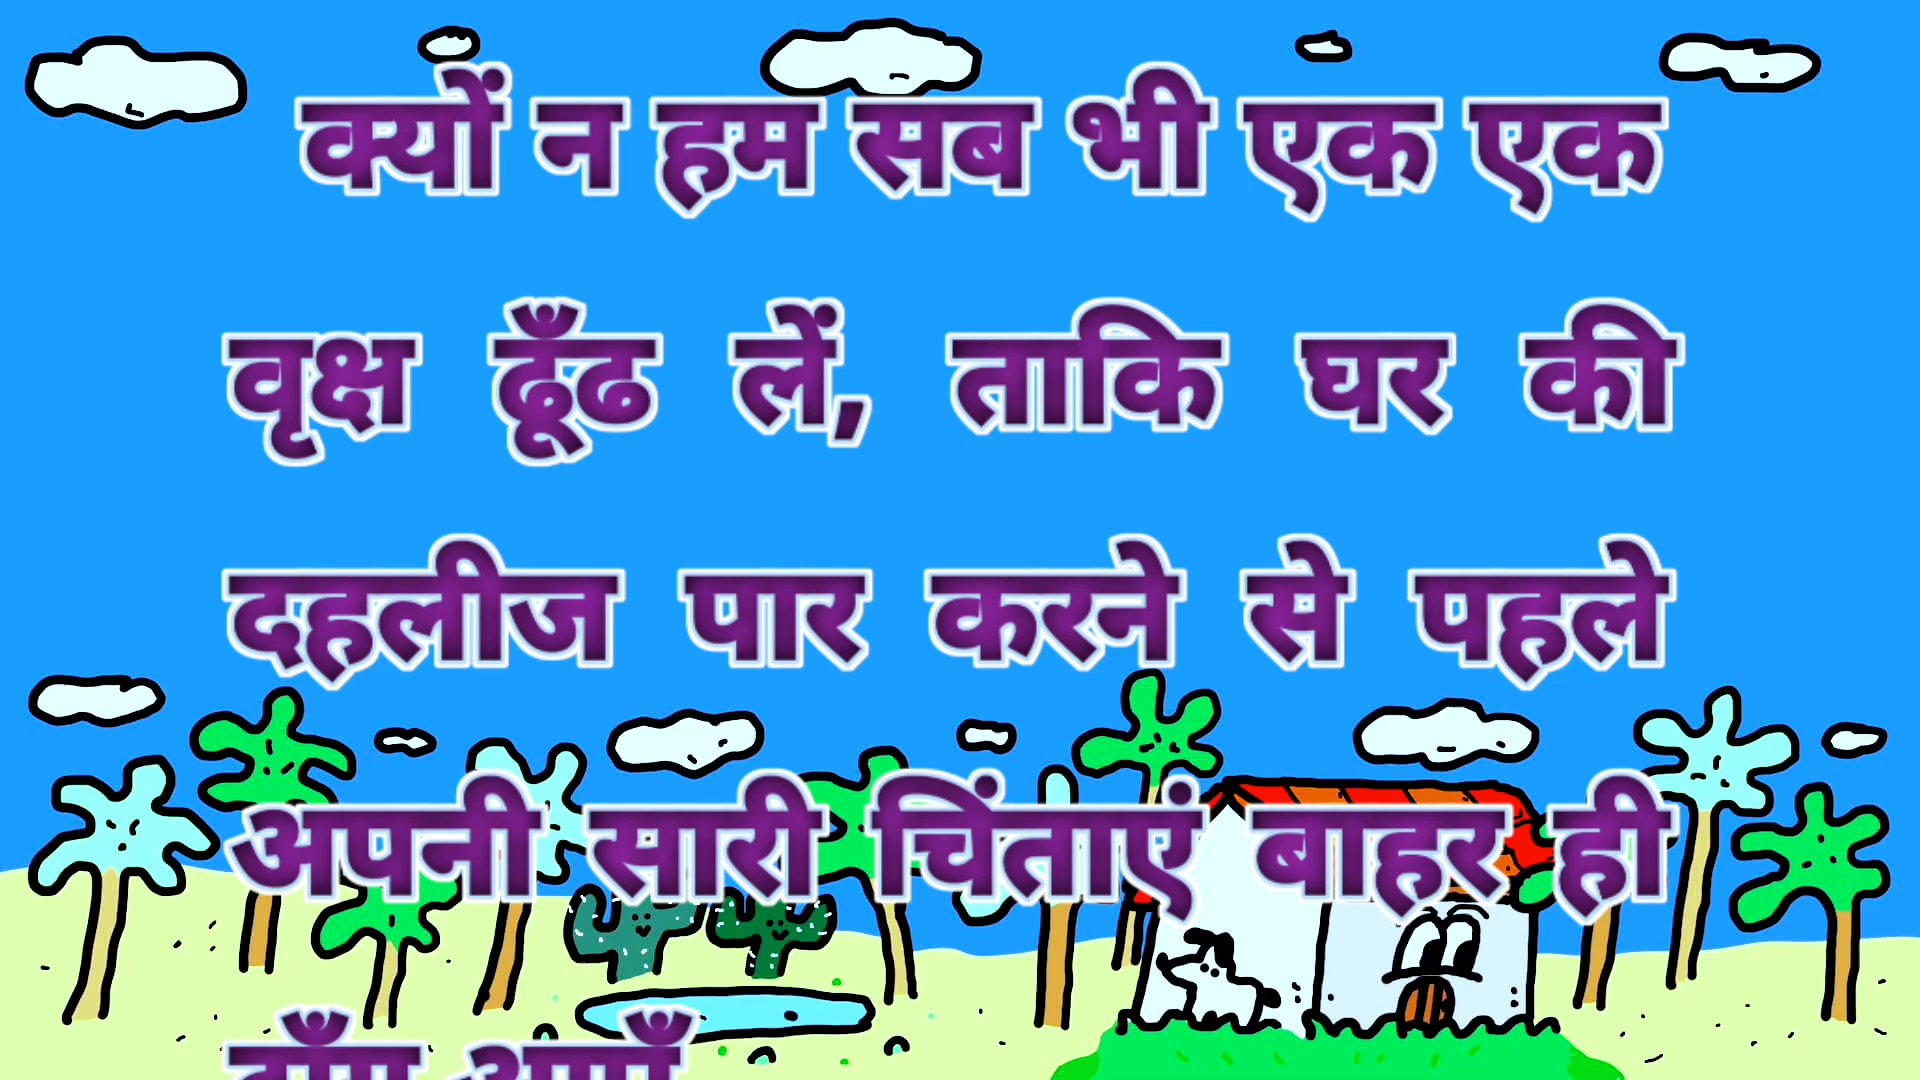 क्यों न हम सब भी एक एक
वृक्ष ढूँढ लें, ताकि घर की
दहलीज पार करने से पहले
अपनी सारी चिंताएं बाहर ही